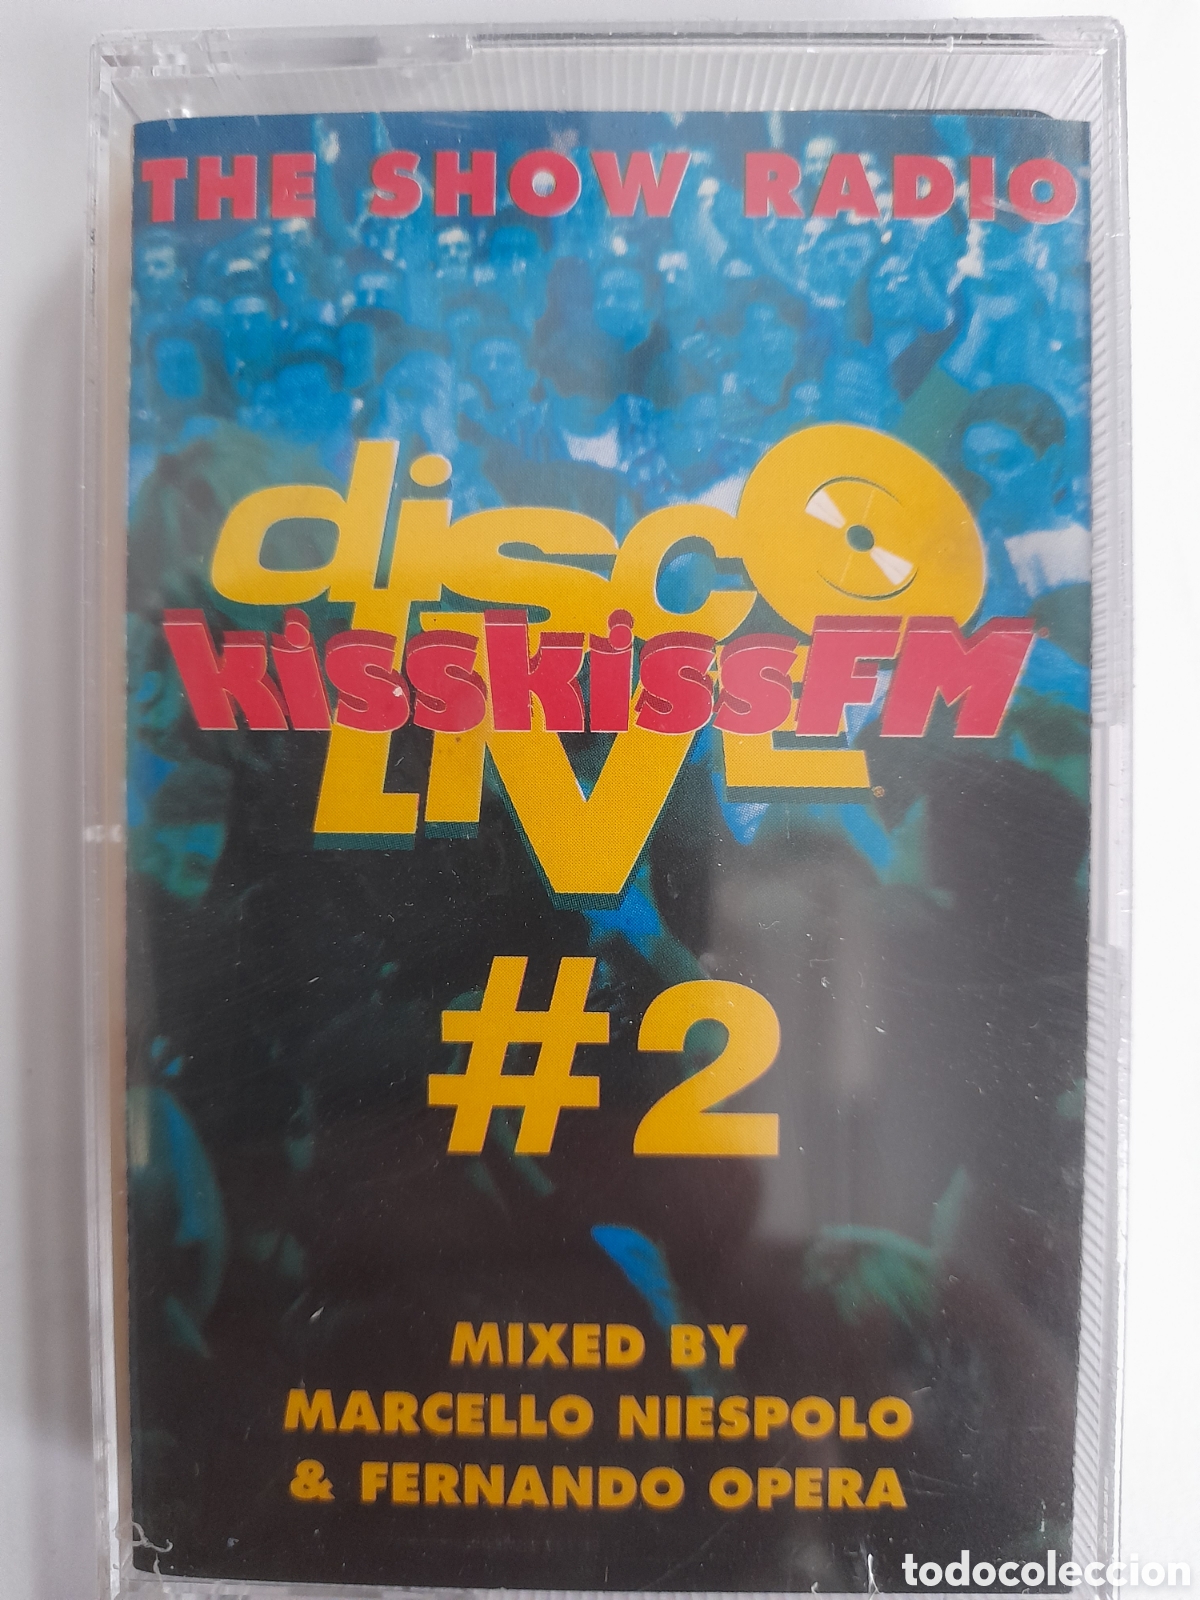 THE SHOW RADIO
disco
kisskissFM
LIVE
#2
MIXED BY
MARCELLO NIESPOLO
& FERNANDO OPERA
todocoleccion